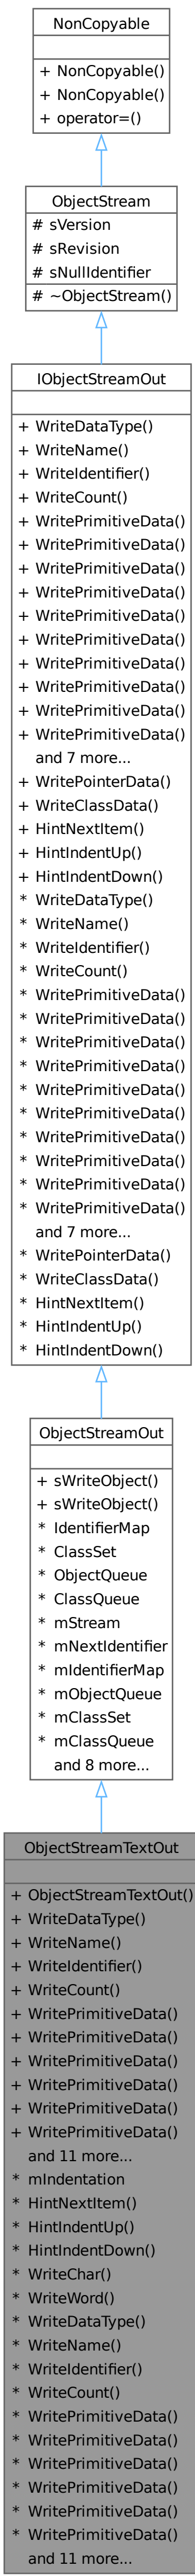 NonCopyable
+ NonCopyable()
+ NonCopyable()
+ operator=()
ObjectStream
# sVersion
# sRevision
# sNullIdentifier
# ~ObjectStream()
IObjectStreamOut
+ WriteDataType()
+ WriteName()
+ WriteIdentifier()
+ WriteCount()
+ WritePrimitiveData()
+ WritePrimitiveData()
+ WritePrimitiveData()
+ WritePrimitiveData()
+ WritePrimitiveData()
+ WritePrimitiveData()
+ WritePrimitiveData()
+ WritePrimitiveData()
+ WritePrimitiveData()
+ WritePrimitiveData()
and 7 more...
+ WritePointerData()
+ WriteClassData()
+ HintNextItem()
+ HintIndentUp()
+ HintIndentDown()
* WriteDataType()
* WriteName()
* WriteIdentifier()
* WriteCount()
* WritePrimitiveData()
* WritePrimitiveData()
* WritePrimitiveData()
* WritePrimitiveData()
* WritePrimitiveData()
* WritePrimitiveData()
* WritePrimitiveData()
* WritePrimitiveData()
* WritePrimitiveData()
* WritePrimitiveData()
and 7 more...
* WritePointerData()
* WriteClassData()
* HintNextItem()
* HintIndentUp()
* HintIndentDown()
ObjectStreamOut
+ sWriteObject()
+ sWriteObject()
* IdentifierMap
* ClassSet
* ObjectQueue
* ClassQueue
* mStream
* mNextIdentifier
* mIdentifierMap
* mObjectQueue
* mClassSet
* mClassQueue
and 8 more...
ObjectStreamTextOut
+ ObjectStreamTextOut()
+ WriteDataType()
+ WriteName()
+ WriteIdentifier()
+ WriteCount()
+ WritePrimitiveData()
+ WritePrimitiveData()
+ WritePrimitiveData()
+ WritePrimitiveData()
+ WritePrimitiveData()
+ WritePrimitiveData()
and 11 more...
* mIndentation
* HintNextItem()
* HintIndentUp()
* HintIndentDown()
* WriteChar()
* WriteWord()
* WriteDataType()
* WriteName()
* WriteIdentifier()
* WriteCount()
* WritePrimitiveData()
* WritePrimitiveData()
* WritePrimitiveData()
* WritePrimitiveData()
* WritePrimitiveData()
* WritePrimitiveData()
and 11 more...